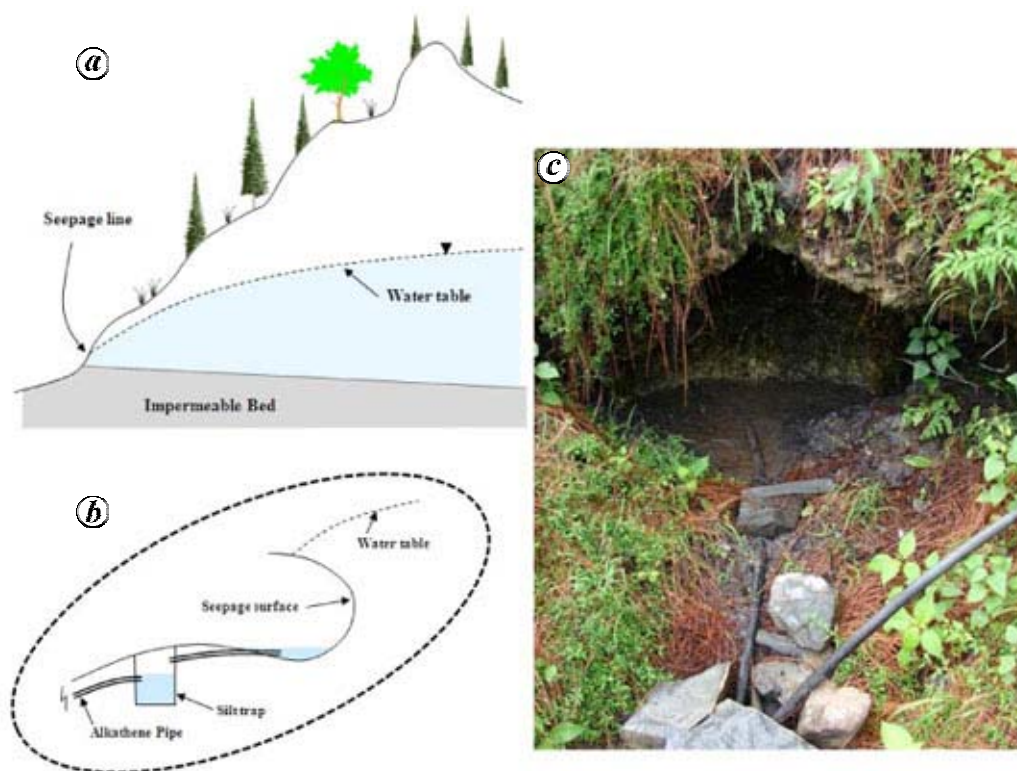 a
Seepage line
Water table
Impermeable Bed
b
Water table
Seepage surface
Silt trap
Alkathene Pipe
c